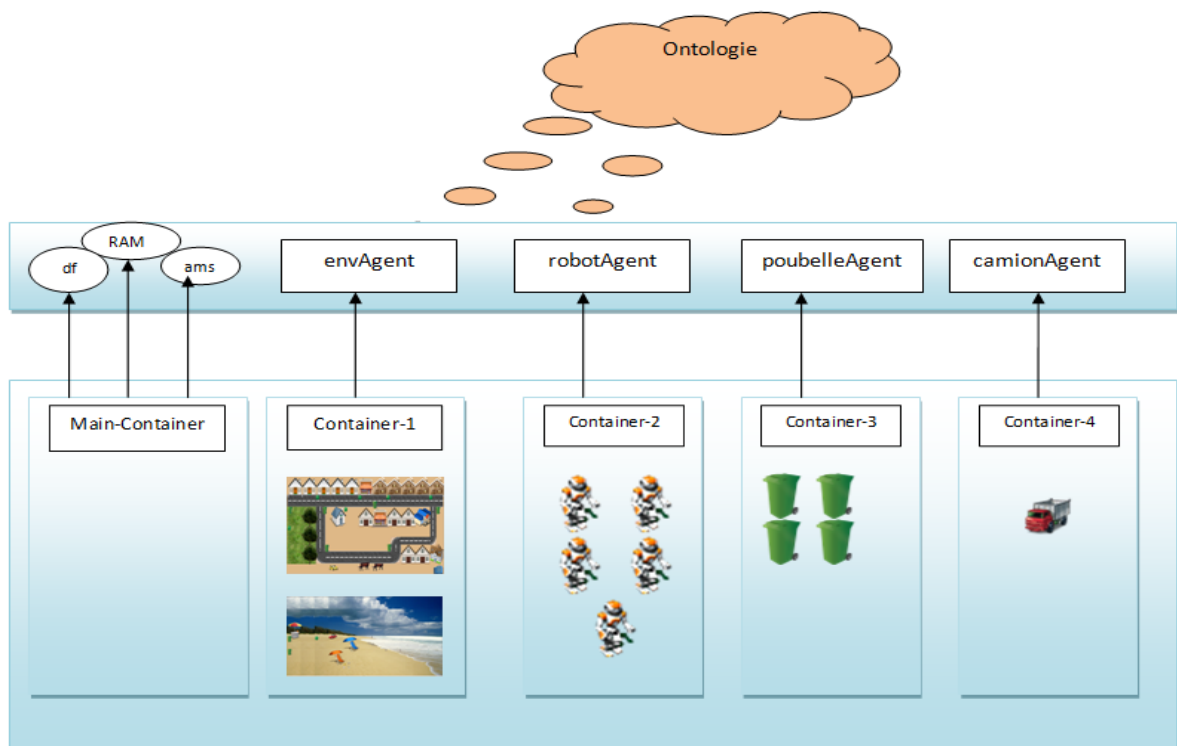 Ontologie
RAM
df
ams
envAgent
robotAgent
poubelleAgent
camionAgent
Main-Container
Container-1
Container-2
Container-3
Container-4